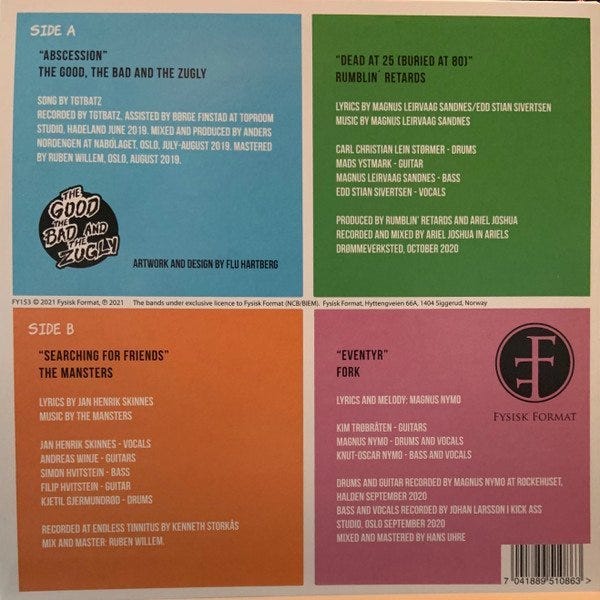 SIDE A
"ABSCESSION"
THE GOOD, THE BAD AND THE ZUGLY
SONG BY TGTBATZ
RECORDED BY TGTBATZ, ASSISTED BY BØRGE FINSTAD AT TOPROOM
STUDIO, HADELAND JUNE 2019. MIXED AND PRODUCED BY ANDERS
NORDENGEN AT NABOLAGET, OSLO, JULY-AUGUST 2019. MASTERED
BY RUBEN WILLEM, OSLO, AUGUST 2019.
THE
GOOD
THE
BAD AND
THE
ZUGLY
ARTWORK AND DESIGN BY FLU HARTBERG
"DEAD AT 25 (BURIED AT 80)"
RUMBLIN´ RETARDS
LYRICS BY MAGNUS LEIRVAAG SANDNES/EDD STIAN SIVERTSEN
MUSIC BY MAGNUS LEIRVAAG SANDNES
CARL CHRISTIAN LEIN STØRMER - DRUMS
MADS YSTMARK - GUITAR
MAGNUS LEIRVAAG SANDNES - BASS
EDD STIAN SIVERTSEN - VOCALS
PRODUCED BY RUMBLIN' RETARDS AND ARIEL JOSHUA
RECORDED AND MIXED BY ARIEL JOSHUA IN ARIELS
DRØMMEVERKSTED, OCTOBER 2020
FY153 © 2021 Fysisk Format, ℗ 2021 The bands under exclusive licence to Fysisk Format (NCB/BIEM). Fysisk Format, Hyttengveien 66A, 1404 Siggerud, Norway
SIDE B
"SEARCHING FOR FRIENDS"
THE MANSTERS
LYRICS BY JAN HENRIK SKINNES
MUSIC BY THE MANSTERS
JAN HENRIK SKINNES - VOCALS
ANDREAS WINJE - GUITARS
SIMON HVITSTEIN - BASS
FILIP HVITSTEIN - GUITAR
KJETIL GJERMUNDRØD - DRUMS
RECORDED AT ENDLESS TINNITUS BY KENNETH STORKÅS
MIX AND MASTER: RUBEN WILLEM.
"EVENTYR"
FORK
LYRICS AND MELODY: MAGNUS NYMO
KIM TROBRÅTEN - GUITARS
MAGNUS NYMO - DRUMS AND VOCALS
KNUT-OSCAR NYMO - BASS AND VOCALS
DRUMS AND GUITAR RECORDED BY MAGNUS NYMO AT ROCKEHUSET,
HALDEN SEPTEMBER 2020
BASS AND VOCALS RECORDED BY JOHAN LARSSON I KICK ASS
STUDIO, OSLO SEPTEMBER 2020
MIXED AND MASTERED BY HANS UHRE
FYSISK FORMAT
7 041889 510863 >